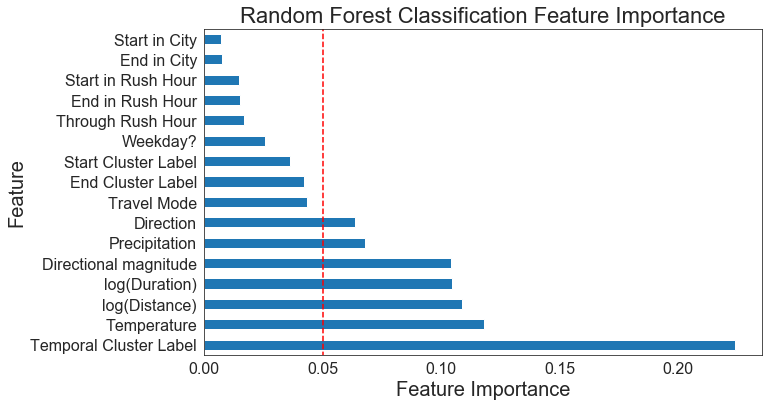 Random Forest Classification Feature Importance
Start in City
End in City
Start in Rush Hour
End in Rush Hour
Through Rush Hour
Weekday?
Start Cluster Label
End Cluster Label
Travel Mode
Direction
Precipitation
Directional magnitude
log(Duration)
log(Distance)
Temperature
Temporal Cluster Label
Feature
0.00 0.05 0.10 0.15 0.20
Feature Importance